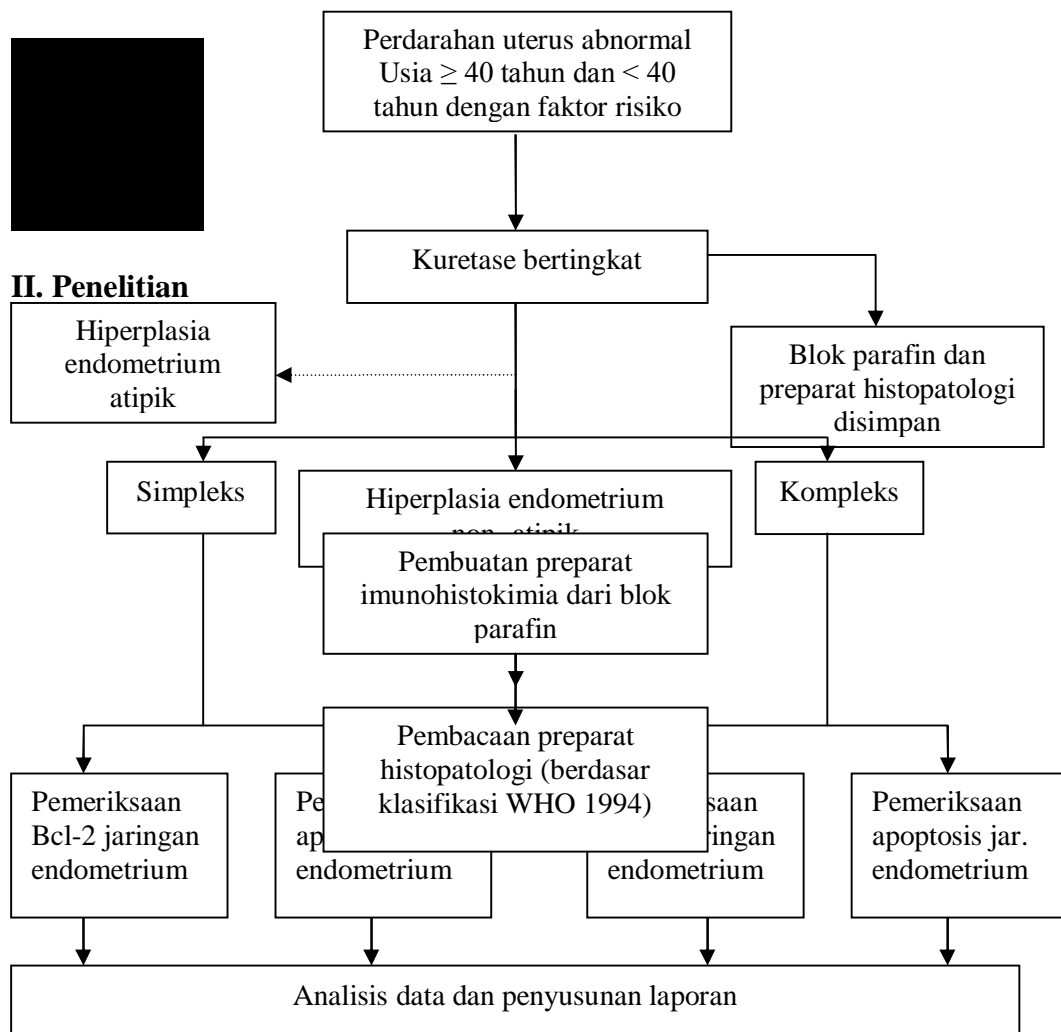 Perdarahan uterus abnormal
Usia ≥ 40 tahun dan < 40
tahun dengan faktor risiko
Kuretase bertingkat
II. Penelitian
Hiperplasia
endometrium
atipik
Blok parafin dan
preparat histopatologi
disimpan
Simpleks
Hiperplasia endometrium
Kompleks
Pembuatan preparat
imunohistokimia dari blok
parafin
Pembacaan preparat
histopatologi (berdasar
klasifikasi WHO 1994)
Pemeriksaan
Bcl-2 jaringan
endometrium
endometrium
endometrium
Pemeriksaan
apoptosis jar.
endometrium
Analisis data dan penyusunan laporan